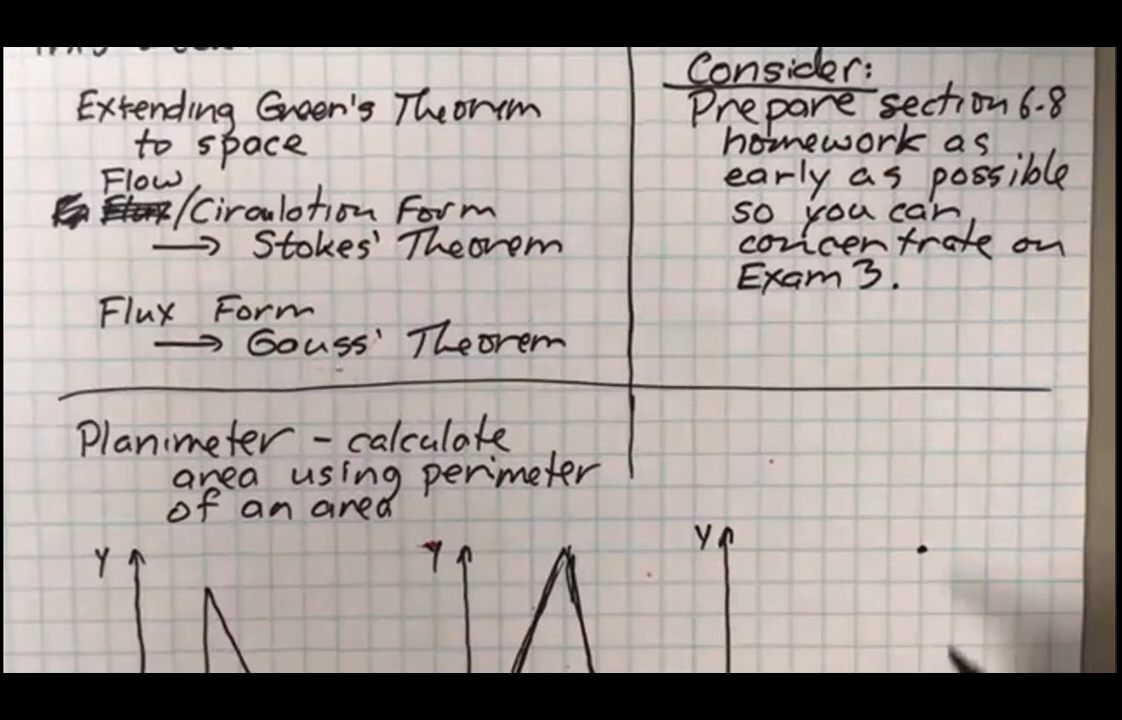 Extending Green's Theorem
to space
Flow
/Circulation Form
→ Stokes' Theorem
Flux Form
→ Gauss' Theorem
Consider:
Prepare section 6.8
homework as
early as possible
so you can
concentrate on
Exam 3.
Planimeter - calculate
area using perimeter
of an area
Y
Y
Y